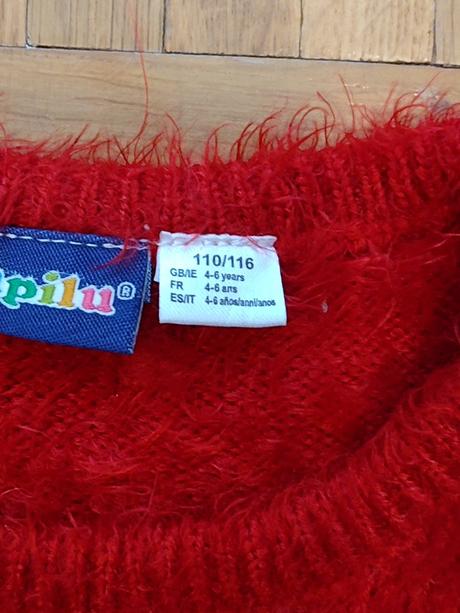 pilu®
110/116
GB/IE 4-6 years
FR 4-6 ans
ES/IT 4-6 años/anni/anos